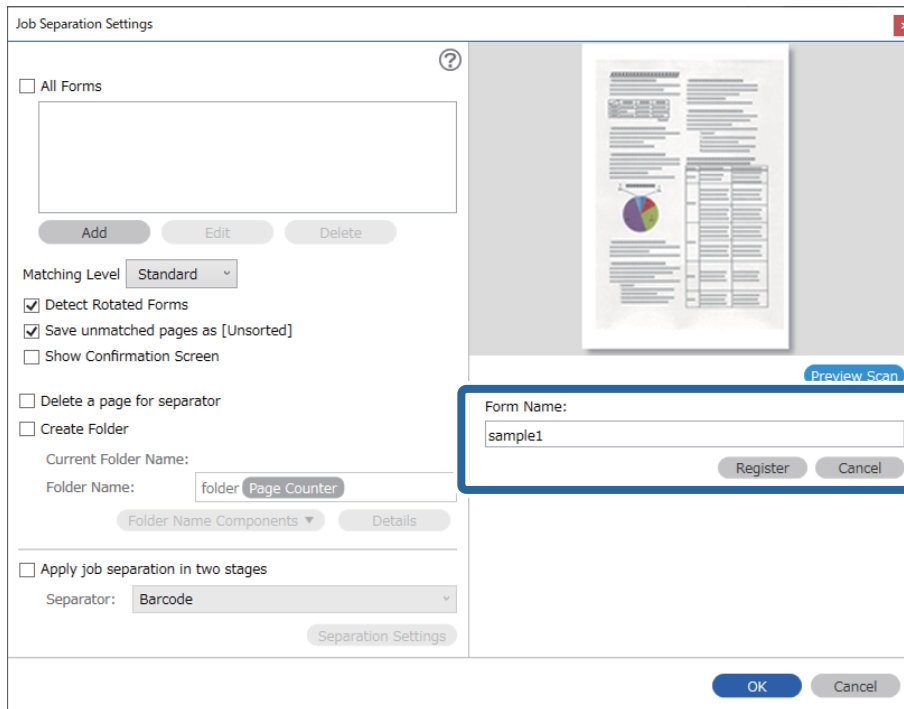 Job Separation Settings
?
All Forms
Add Edit Delete
Matching Level Standard
Detect Rotated Forms
Save unmatched pages as [Unsorted]
Show Confirmation Screen
Delete a page for separator
Create Folder
Current Folder Name:
Folder Name: folder Page Counter
Folder Name Components ▼ Details
Apply job separation in two stages
Separator: Barcode
Separation Settings
Preview Scan
Form Name:
sample1
Register Cancel
OK Cancel